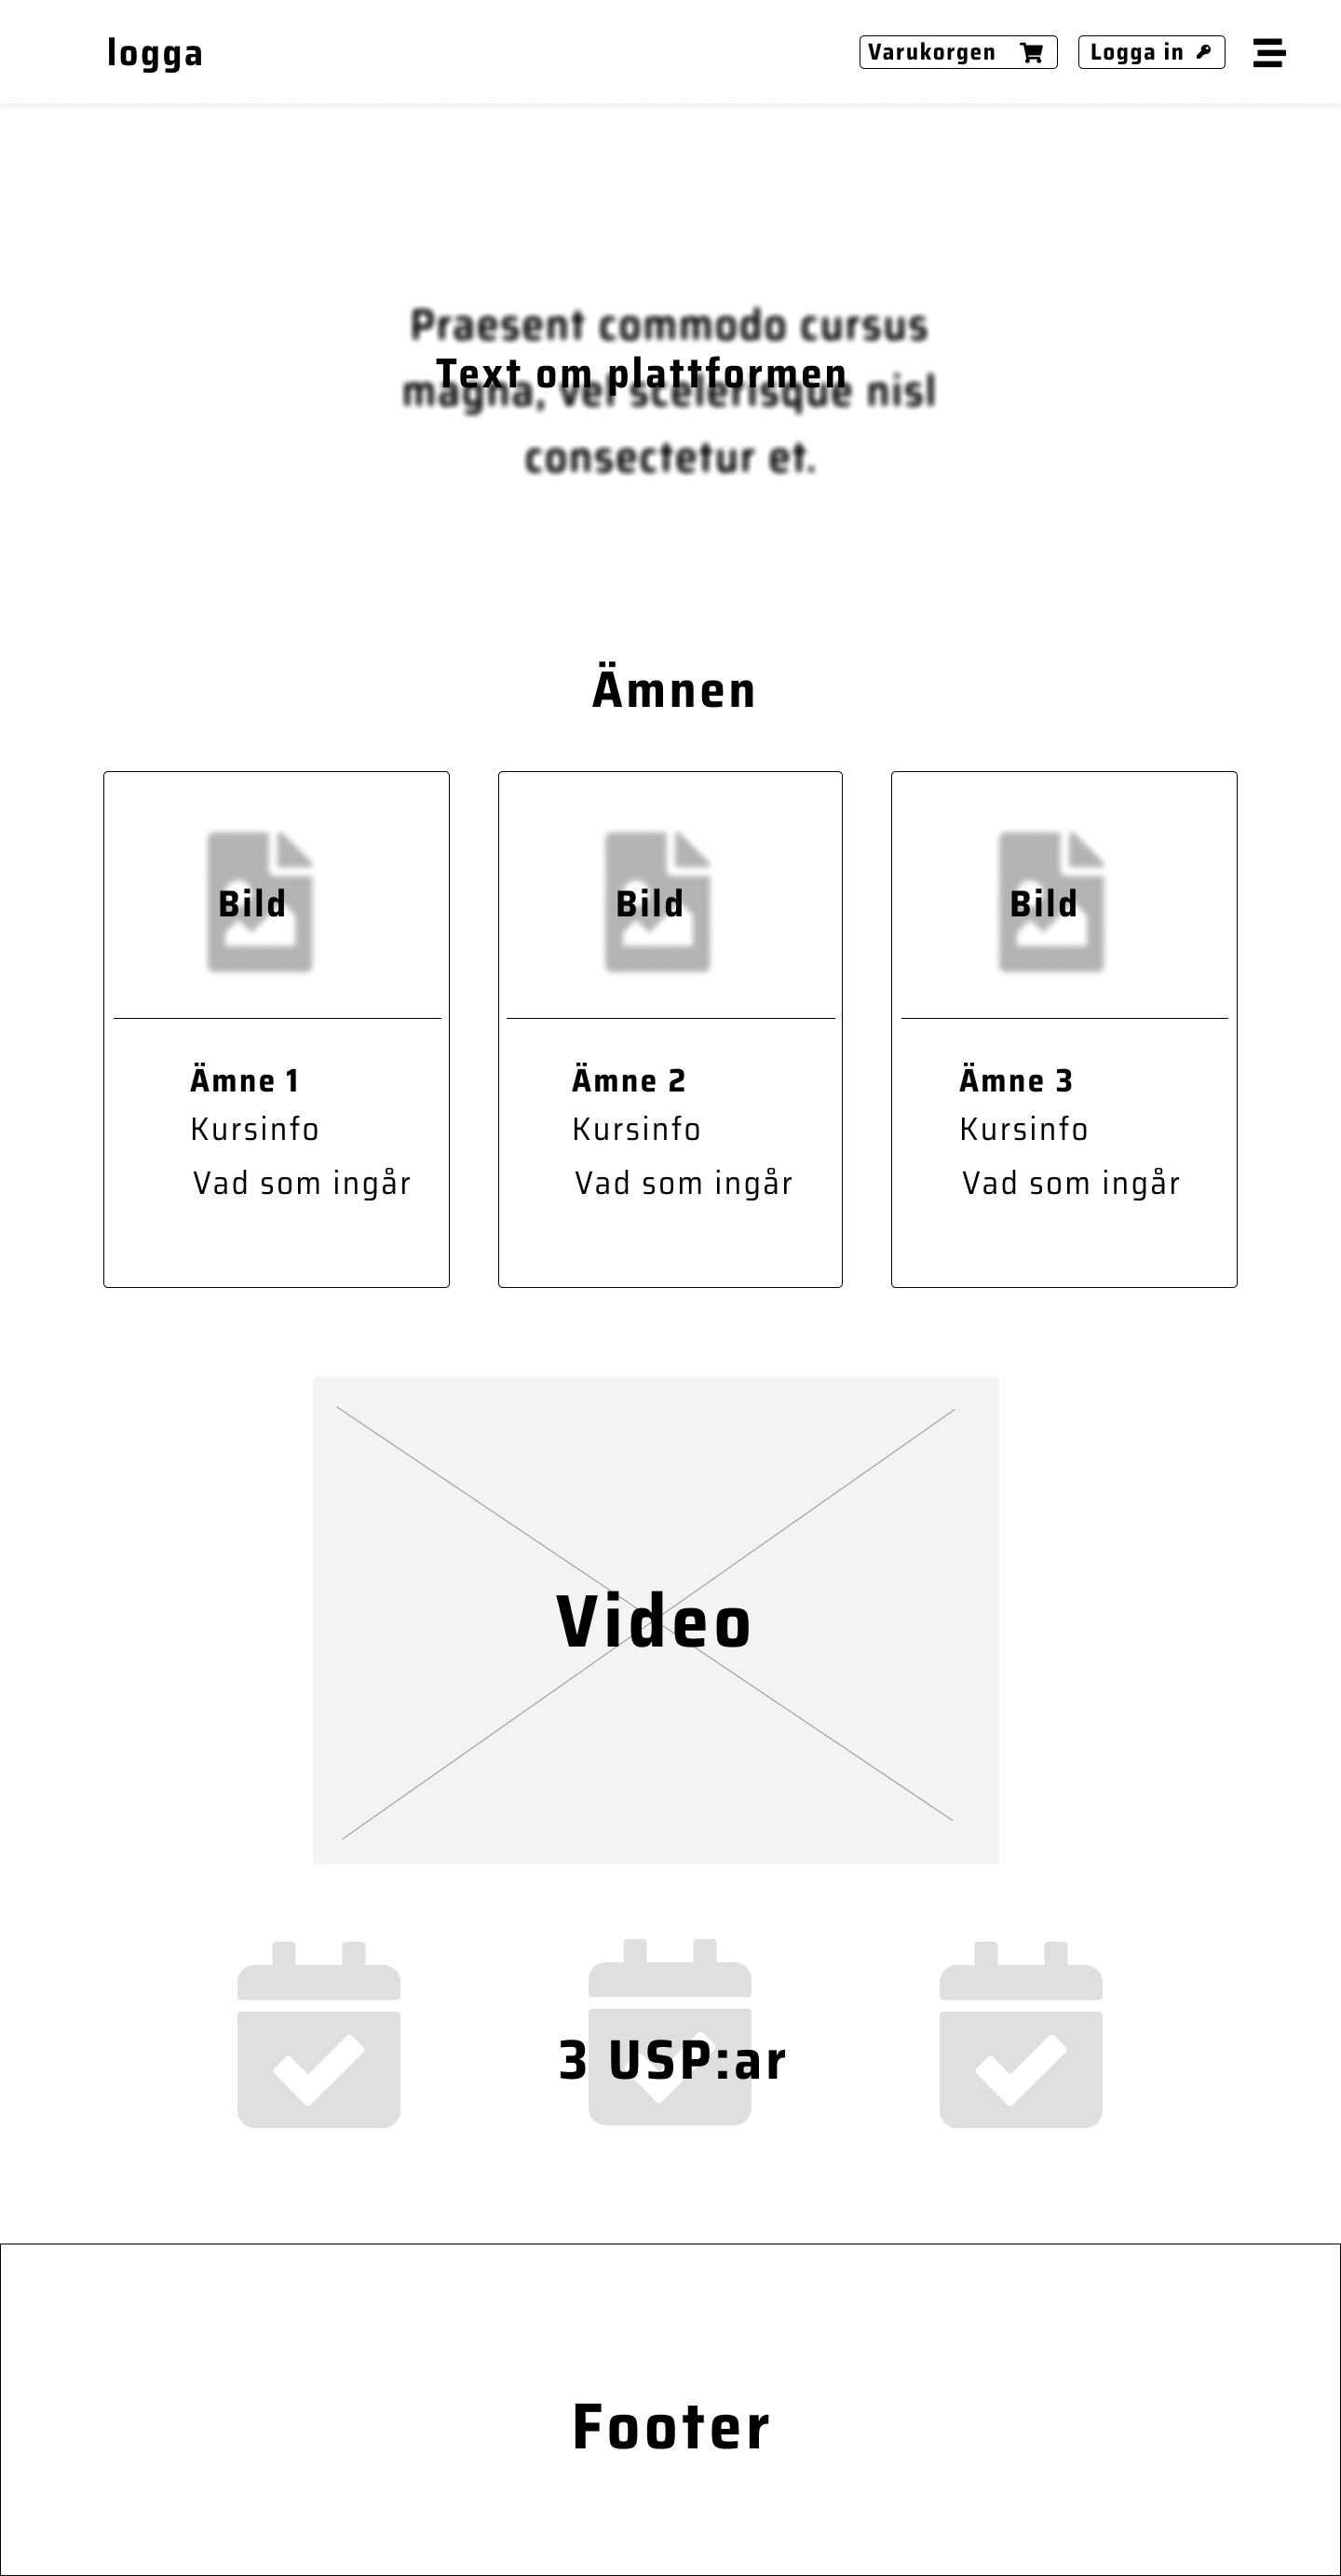 logga
Varukorgen
Logga in
Praesent commodo cursus
Text om plattformen
magna, vel scelerisque nisl
consectetur et.
Ämnen
Bild
Bild
Bild
Ämne 1
Kursinfo
Vad som ingår
Ämne 2
Kursinfo
Vad som ingår
Ämne 3
Kursinfo
Vad som ingår
Video
3 USP:ar
Footer